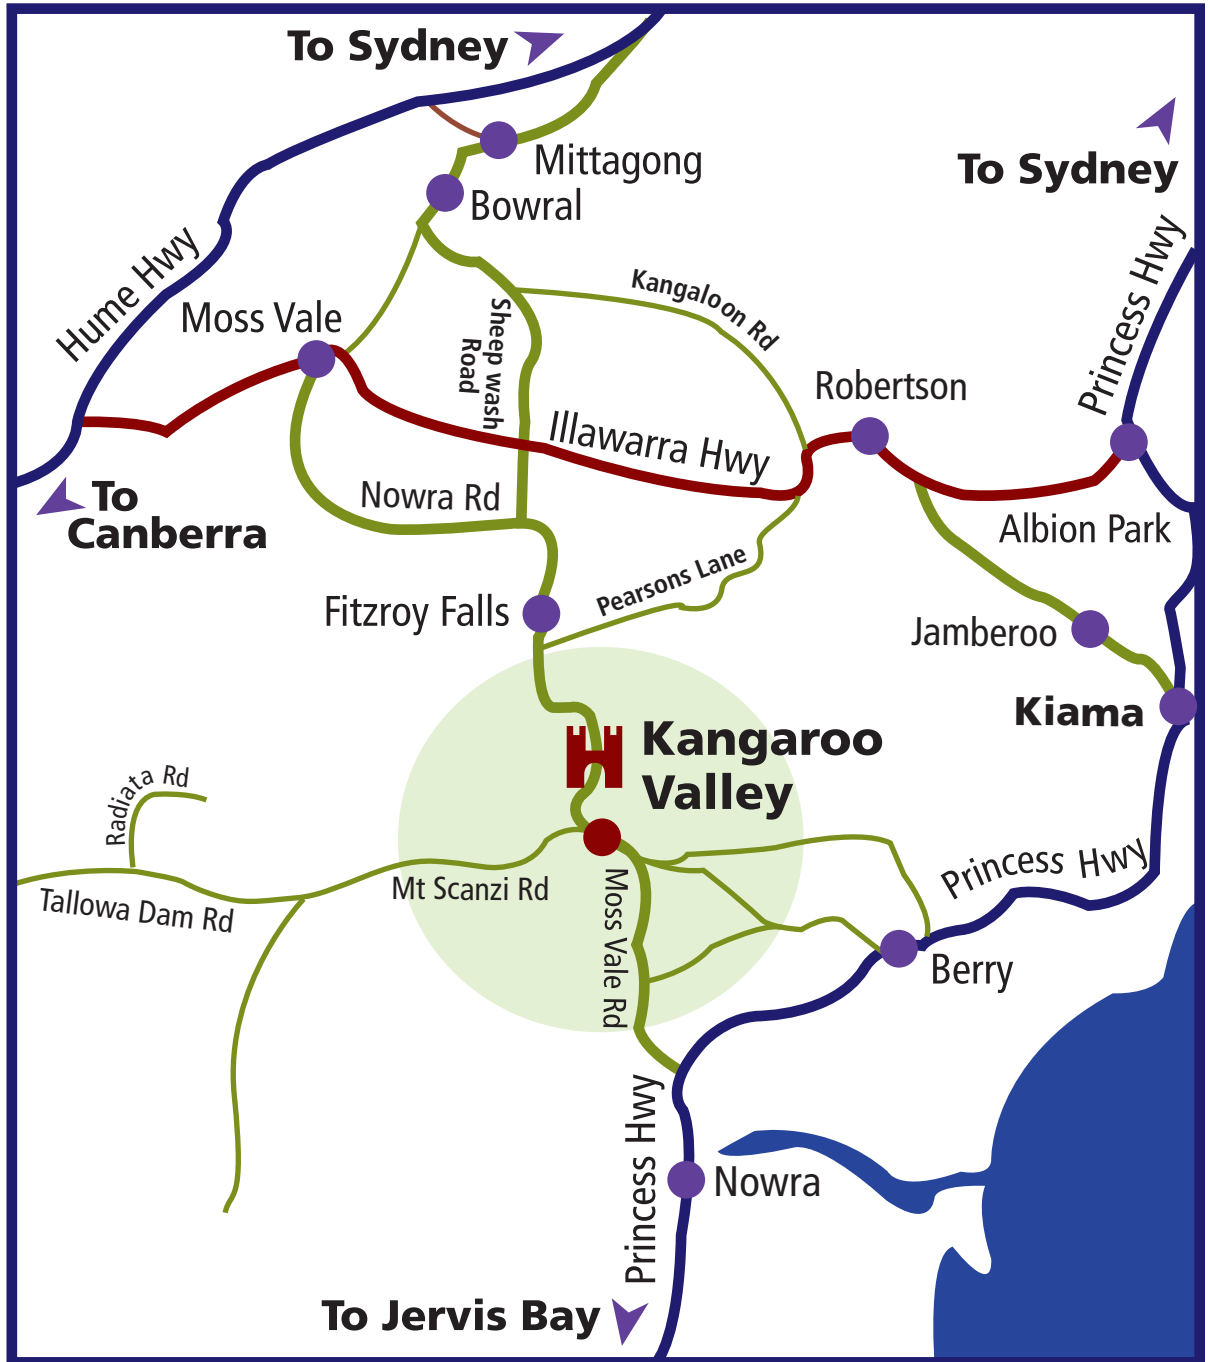 To Sydney
Mittagong
To Sydney
Bowral
Princess Hwy
Hume Hwy
Kangaloon Rd
Moss Vale
Sheep wash
Road
Robertson
Illawarra Hwy
Nowra Rd
To
Canberra
Albion Park
Pearsons Lane
Fitzroy Falls
Jamberoo
Kiama
Kangaroo
Valley
Radiata Rd
Princess Hwy
Mt Scanzi Rd
Tallowa Dam Rd
Moss Vale Rd
Berry
Princess Hwy
Nowra
To Jervis Bay